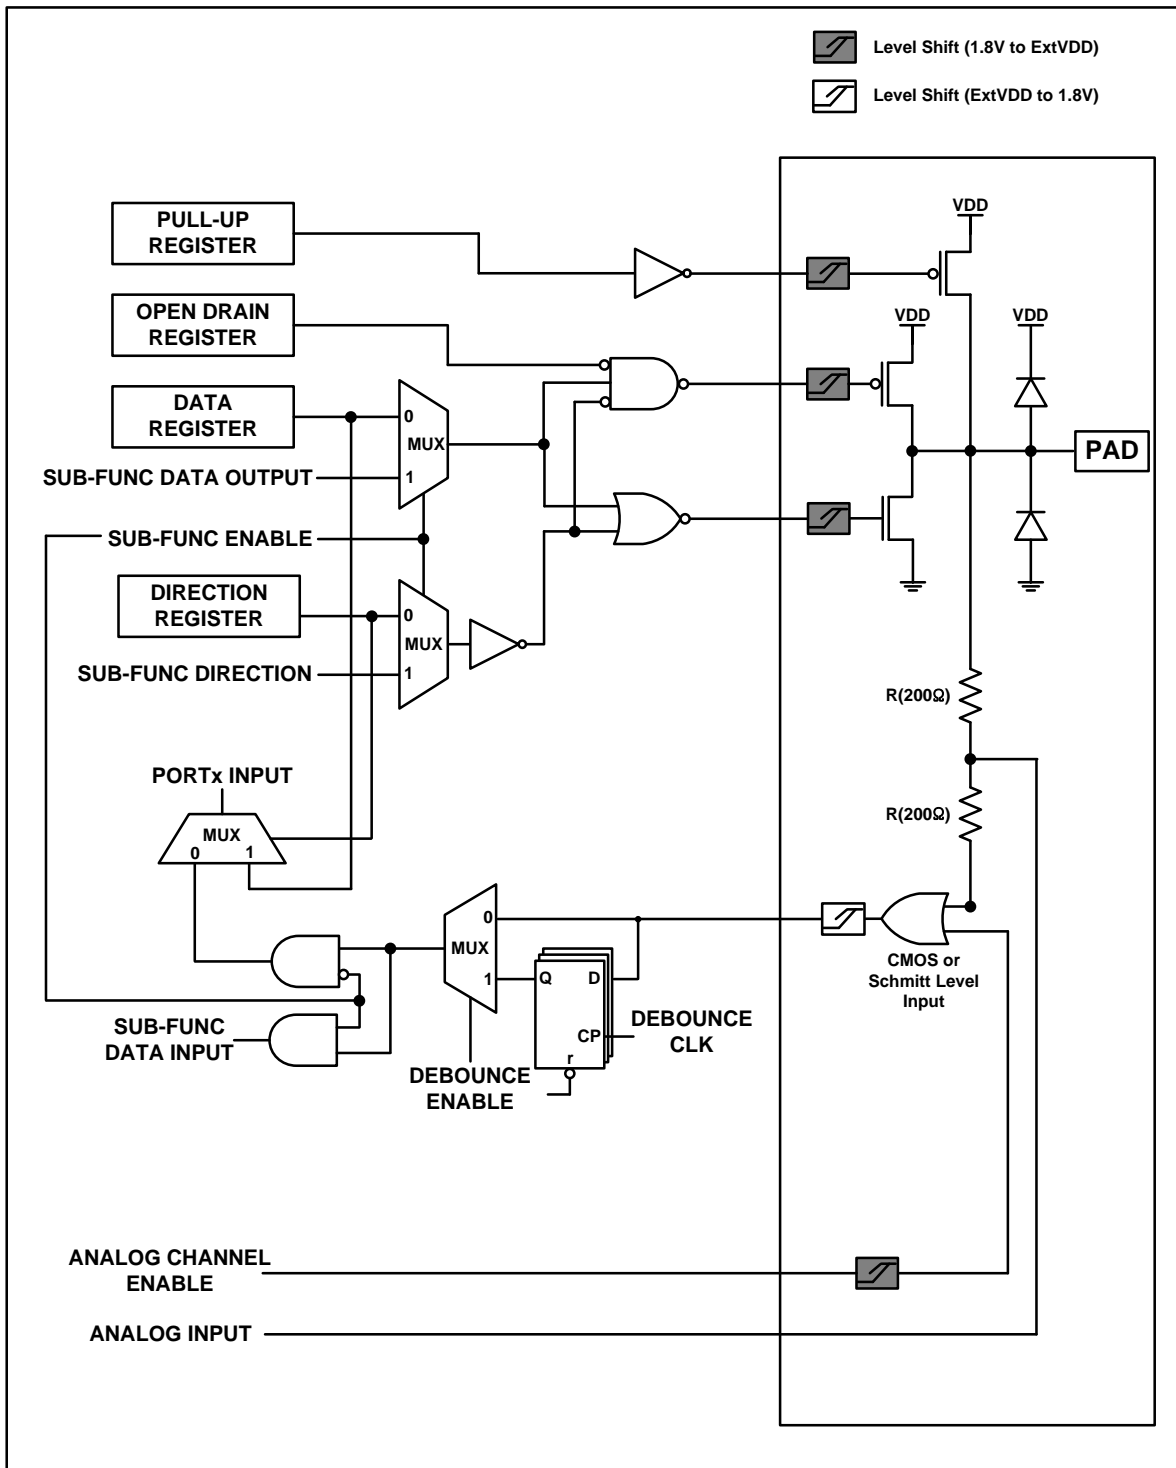 Level Shift (1.8V to ExtVDD)
Level Shift (ExtVDD to 1.8V)
VDD
PULL-UP
REGISTER
OPEN DRAIN
REGISTER
VDD
VDD
DATA
REGISTER
0
MUX
1
PAD
SUB-FUNC DATA OUTPUT
SUB-FUNC ENABLE
DIRECTION
REGISTER
0
MUX
1
SUB-FUNC DIRECTION
R(200Ω)
PORTx INPUT
MUX
0 1
R(200Ω)
0
MUX
1
Q D
CP
r
CMOS or
Schmitt Level
Input
SUB-FUNC
DATA INPUT
DEBOUNCE
CLK
DEBOUNCE
ENABLE
ANALOG CHANNEL
ENABLE
ANALOG INPUT